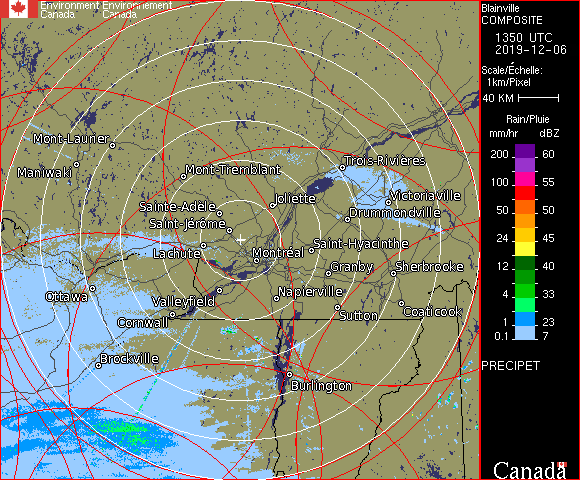 Environment Environnement
Canada Canada
Blainville
COMPOSITE
1350 UTC
2019-12-06
Scale/Échelle:
1km/Pixel
40 KM
Rain/Pluie
mm/hr dBZ
200 60
100 55
50 50
24 45
12 40
4 33
1 23
0.1 7
PRECIPET
Mont-Laurier
Maniwaki
Mont-Tremblant
Trois-Rivières
Sainte-Adèle
Joliette
Victoriaville
Saint-Jérôme
Drummondville
Lachute
Montréal
Saint-Hyacinthe
Granby
Sherbrooke
Ottawa
Valleyfield
Napierville
Cornwall
Sutton
Coaticook
Brockville
Burlington
Canada